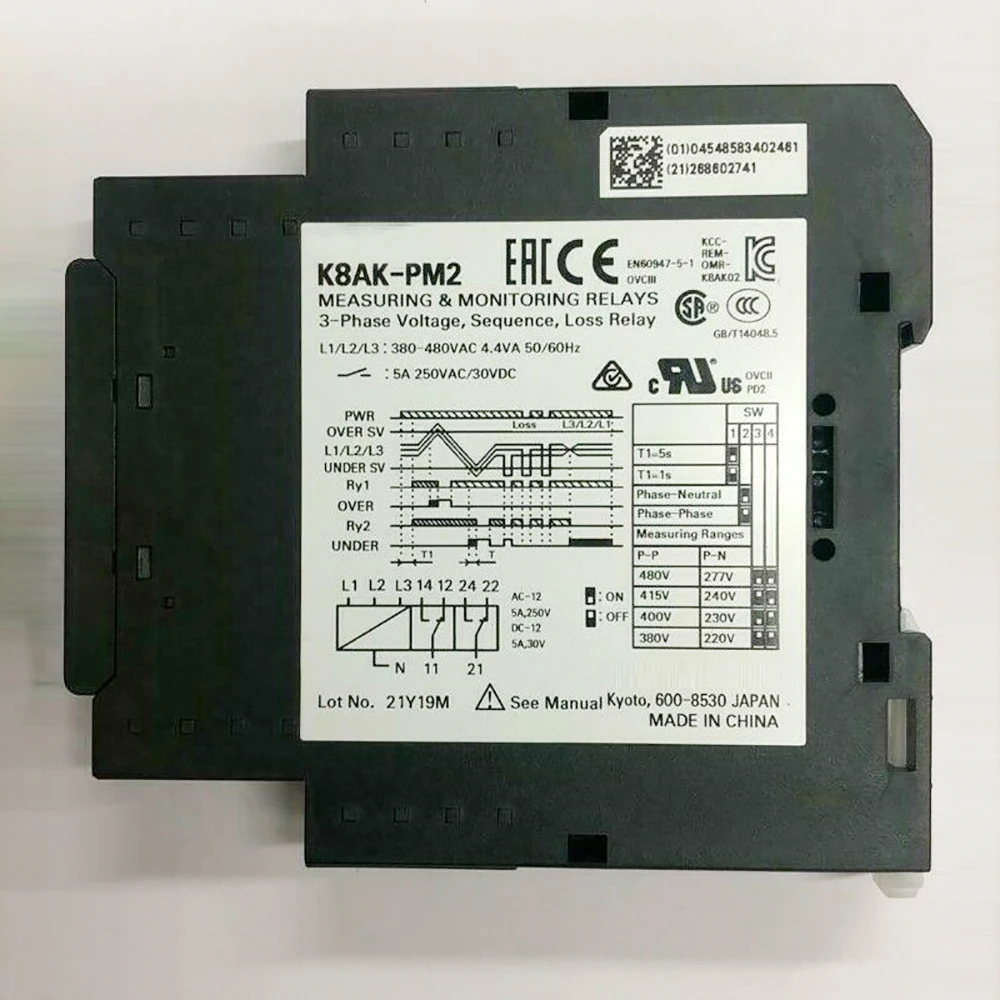 (01)04548583402461
(21)268602741
K8AK-PM2
EAC CE
EN60947-5-1
OVCIII
KCC-
REM-
OMR-
K8AK02
MEASURING & MONITORING RELAYS
3-Phase Voltage, Sequence, Loss Relay
SA ®
CCC
GB/T14048.5
L1/L2/L3 : 380-480VAC 4.4VA 50/60Hz
: 5A 250VAC/30VDC
c RU US
OVCII
PD2
PWR
Loss L3/L2/L1
OVER SV
L1/L2/L3
UNDER SV
Ry1
OVER
Ry2
UNDER
T1 T
SW
1 2 3 4
T1=5s
T1=1s
Phase-Neutral
Phase-Phase
Measuring Ranges
P-P P-N
480V 277V
415V 240V
400V 230V
380V 220V
L1 L2 L3 14 12 24 22
N 11 21
AC-12
5A,250V
DC-12
5A,30V
: ON
: OFF
Lot No. 21Y19M
See Manual
Kyoto, 600-8530 JAPAN
MADE IN CHINA